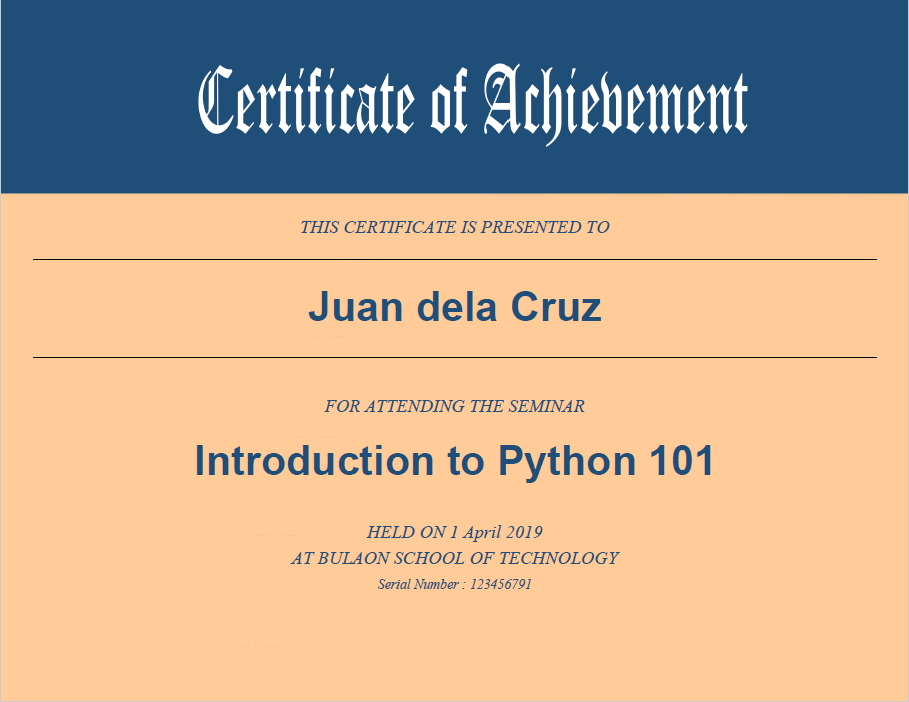 Certificate of Achievement
THIS CERTIFICATE IS PRESENTED TO
Juan dela Cruz
FOR ATTENDING THE SEMINAR
Introduction to Python 101
HELD ON 1 April 2019
AT BULAON SCHOOL OF TECHNOLOGY
Serial Number : 123456791